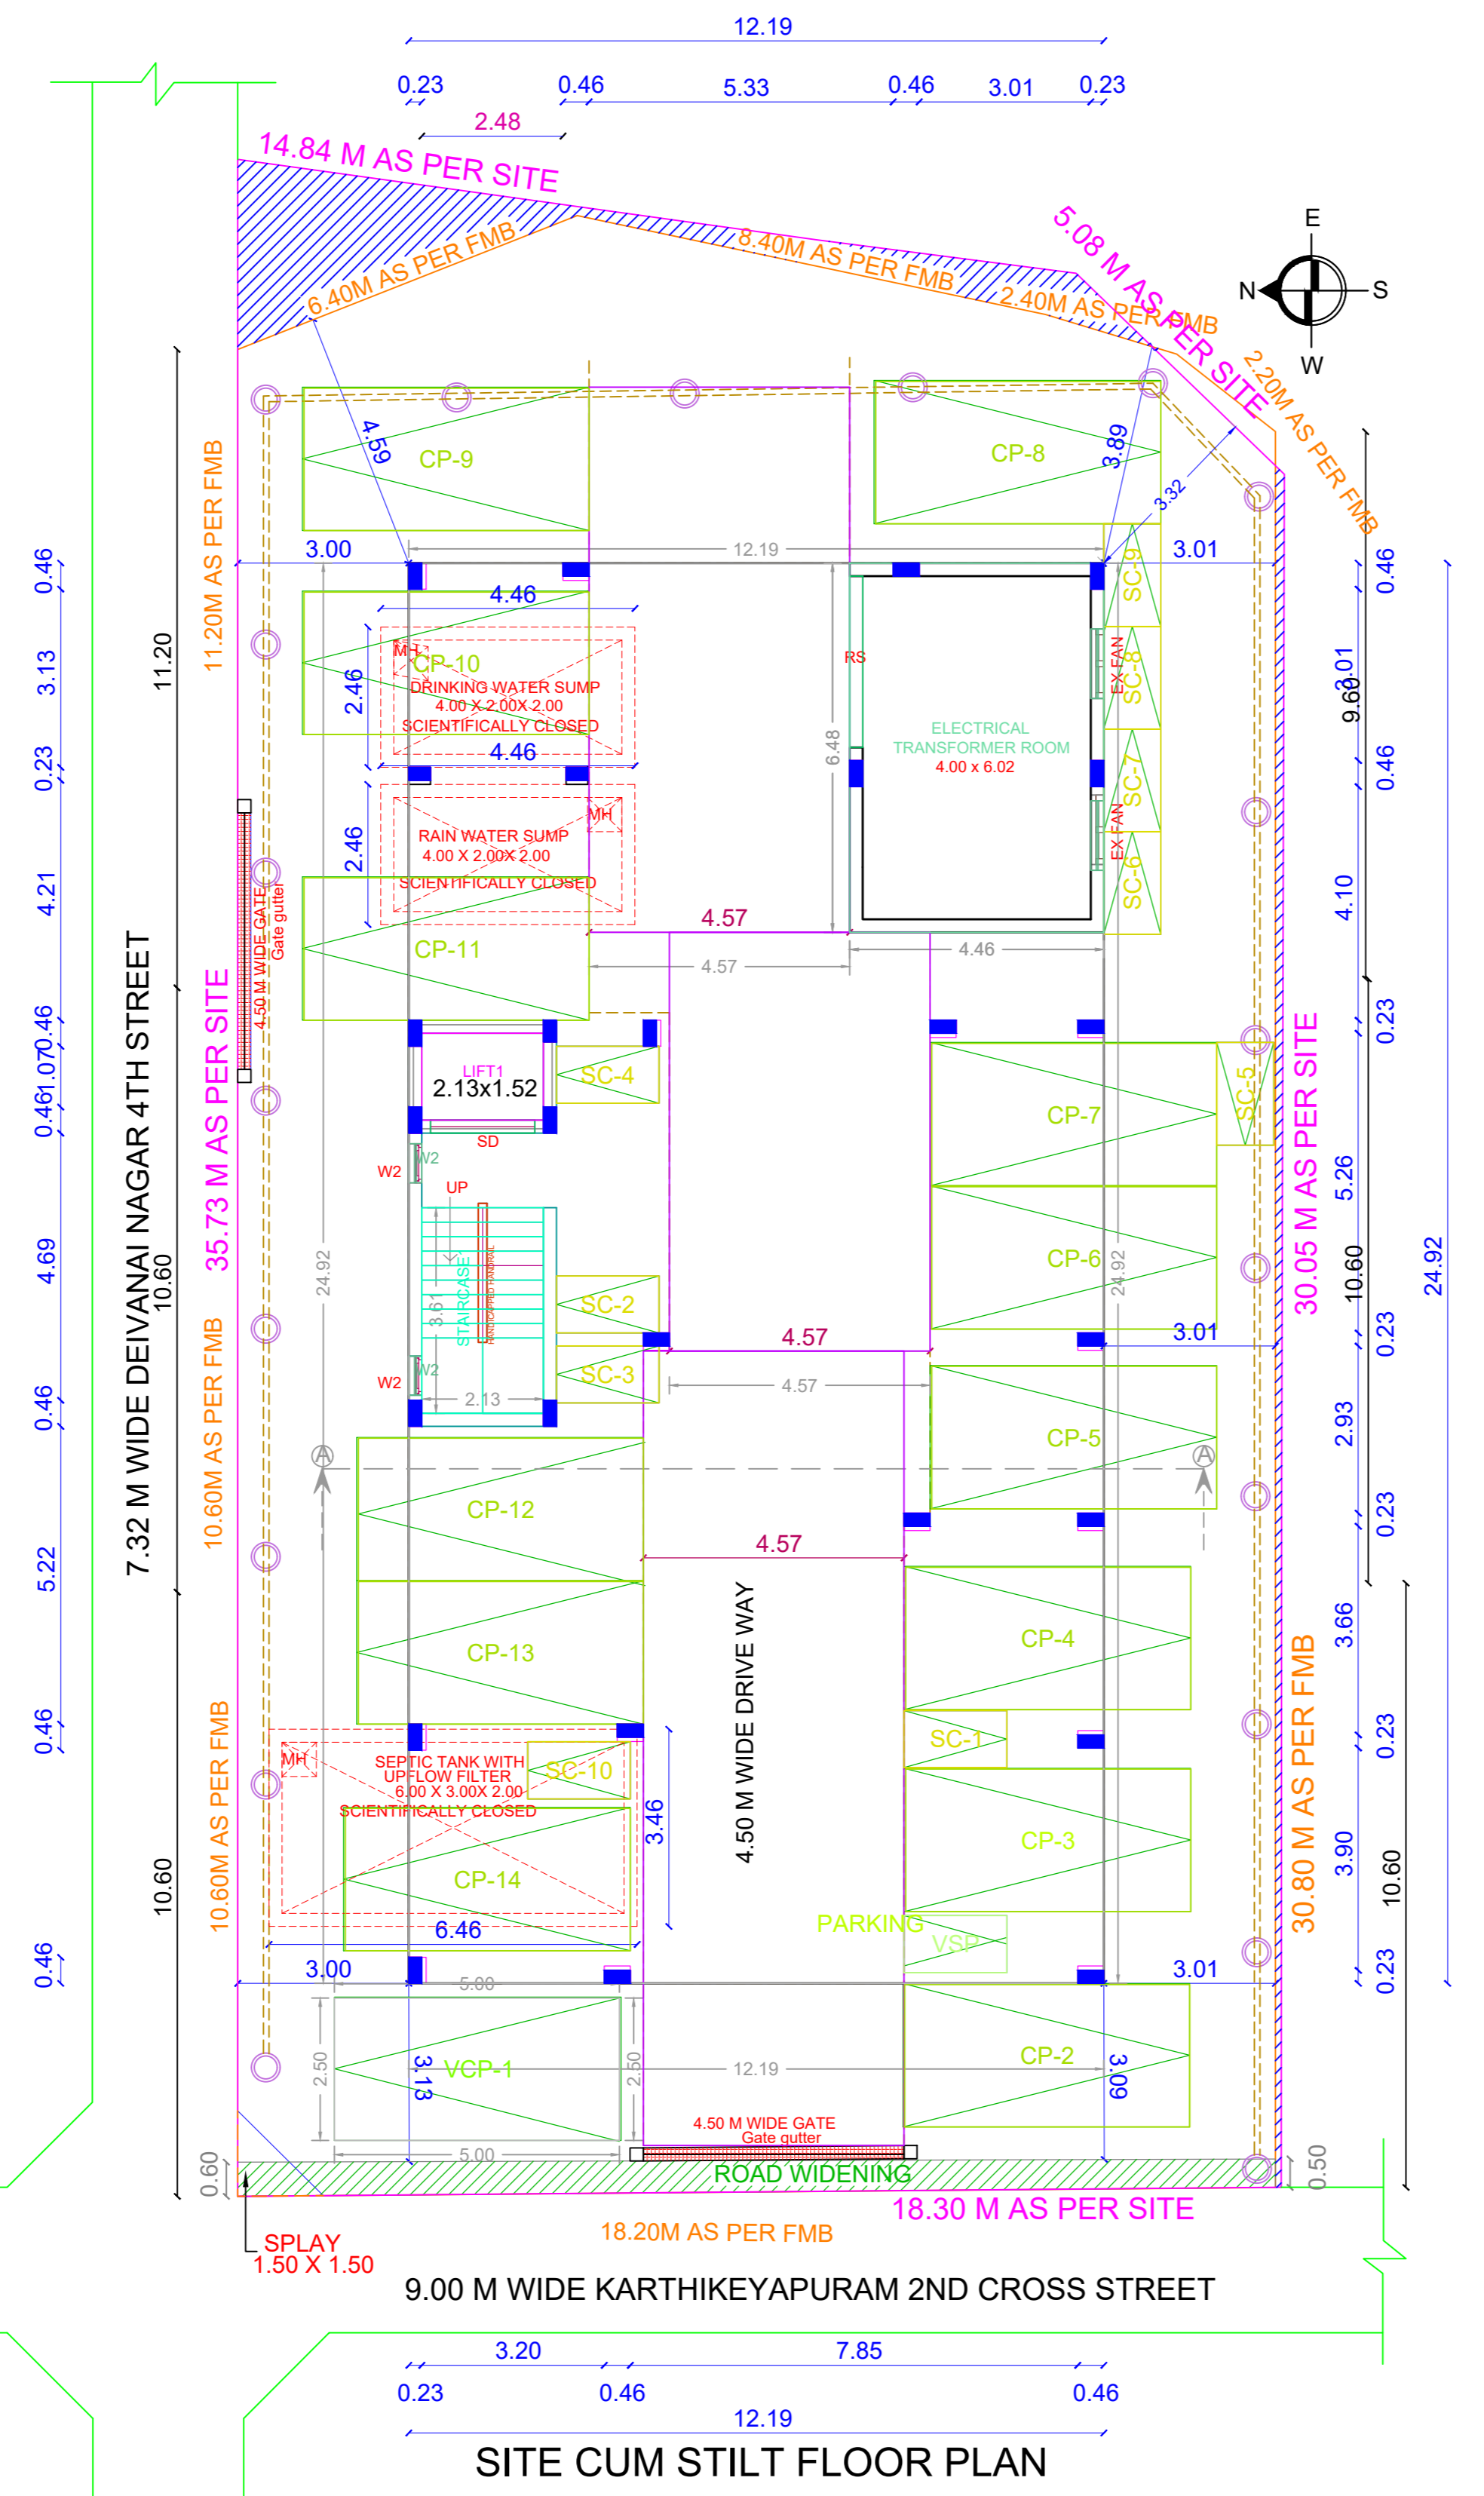 12.19
0.23
0.46
5.33
0.46
3.01
0.23
2.48
14.84 M AS PER SITE
6.40M AS PER FMB
8.40M AS PER FMB
2.40M AS PER FMB
5.08 M AS PER SITE
2.20M AS PER FMB
E
N
S
W
4.59
CP-9
CP-8
3.89
3.32
11.20M AS PER FMB
11.20
0.46
3.13
0.23
4.21
0.46
1.07
0.46
4.69
0.46
5.22
0.46
0.46
3.00
12.19
3.01
4.46
MH
CP-10
2.46
DRINKING WATER SUMP
4.00 X 2.00X 2.00
SCIENTIFICALLY CLOSED
4.46
RS
6.48
ELECTRICAL
TRANSFORMER ROOM
4.00 x 6.02
EX FAN
EX FAN
SC-9
SC-8
SC-7
SC-6
0.46
3.01
9.60
0.46
4.10
0.23
5.26
0.23
2.93
0.23
3.66
0.23
3.90
0.23
24.92
MH
2.46
RAIN WATER SUMP
4.00 X 2.00X 2.00
SCIENTIFICALLY CLOSED
4.50 M WIDE GATE
Gate gutter
CP-11
4.57
4.57
4.46
7.32 M WIDE DEIVANAI NAGAR 4TH STREET
35.73 M AS PER SITE
30.05 M AS PER SITE
LIFT1
2.13x1.52
SD
SC-4
CP-7
SC-5
W2
W2
UP
24.92
3.61
STAIRCASE
HANDICAPPED HANDRAIL
SC-2
CP-6
24.92
10.60
10.60
4.57
3.01
SC-3
W2
W2
2.13
4.57
CP-5
10.60M AS PER FMB
A
A
CP-12
4.57
CP-13
4.50 M WIDE DRIVE WAY
CP-4
MH
SEPTIC TANK WITH
UPFLOW FILTER
6.00 X 3.00X 2.00
SCIENTIFICALLY CLOSED
SC-10
SC-1
3.46
CP-3
30.80 M AS PER FMB
10.60M AS PER FMB
10.60
10.60
CP-14
PARKING
VSP
6.46
3.00
5.00
3.01
2.50
VCP-1
3.13
2.50
12.19
CP-2
3.09
4.50 M WIDE GATE
Gate gutter
5.00
0.60
ROAD WIDENING
0.50
18.30 M AS PER SITE
18.20M AS PER FMB
SPLAY
1.50 X 1.50
9.00 M WIDE KARTHIKEYAPURAM 2ND CROSS STREET
3.20
7.85
0.23
0.46
0.46
12.19
SITE CUM STILT FLOOR PLAN